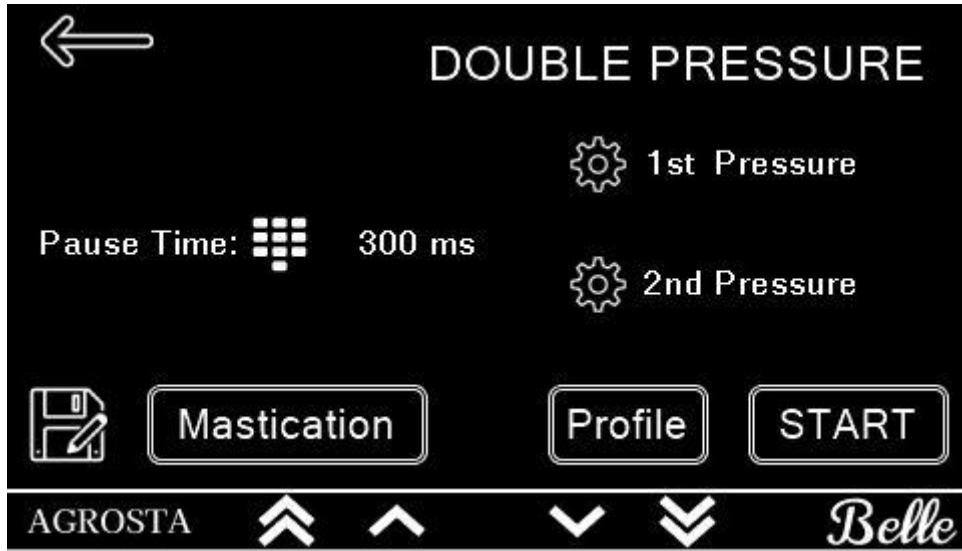 DOUBLE PRESSURE
1st Pressure
Pause Time: 300 ms
2nd Pressure
Mastication
Profile
START
AGROSTA
Belle